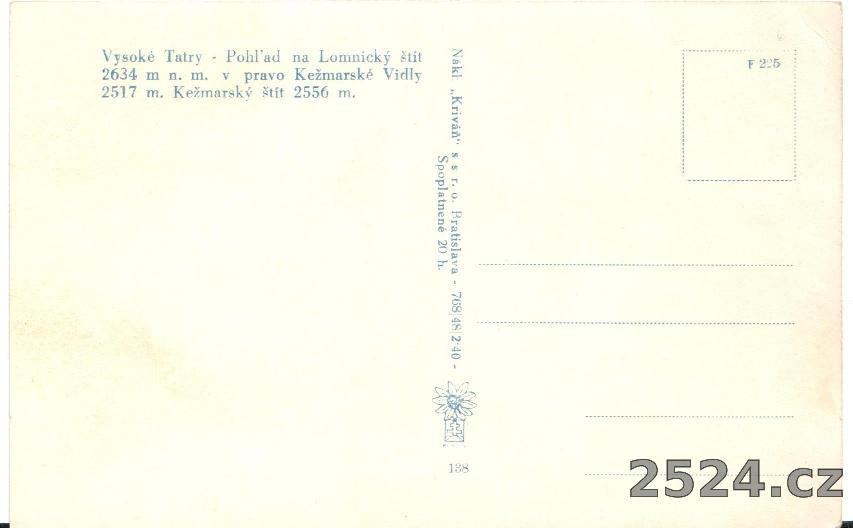 Vysoké Tatry - Pohľad na Lomnický štít
2634 m n. m. v pravo Kežmarské Vidly
2517 m. Kežmarský štít 2556 m.
Nákl „Kriváň" s s r. o. Bratislava - 768|48|2-40 -
Spoplatnené 20 h.
F 225
138
2524.cz